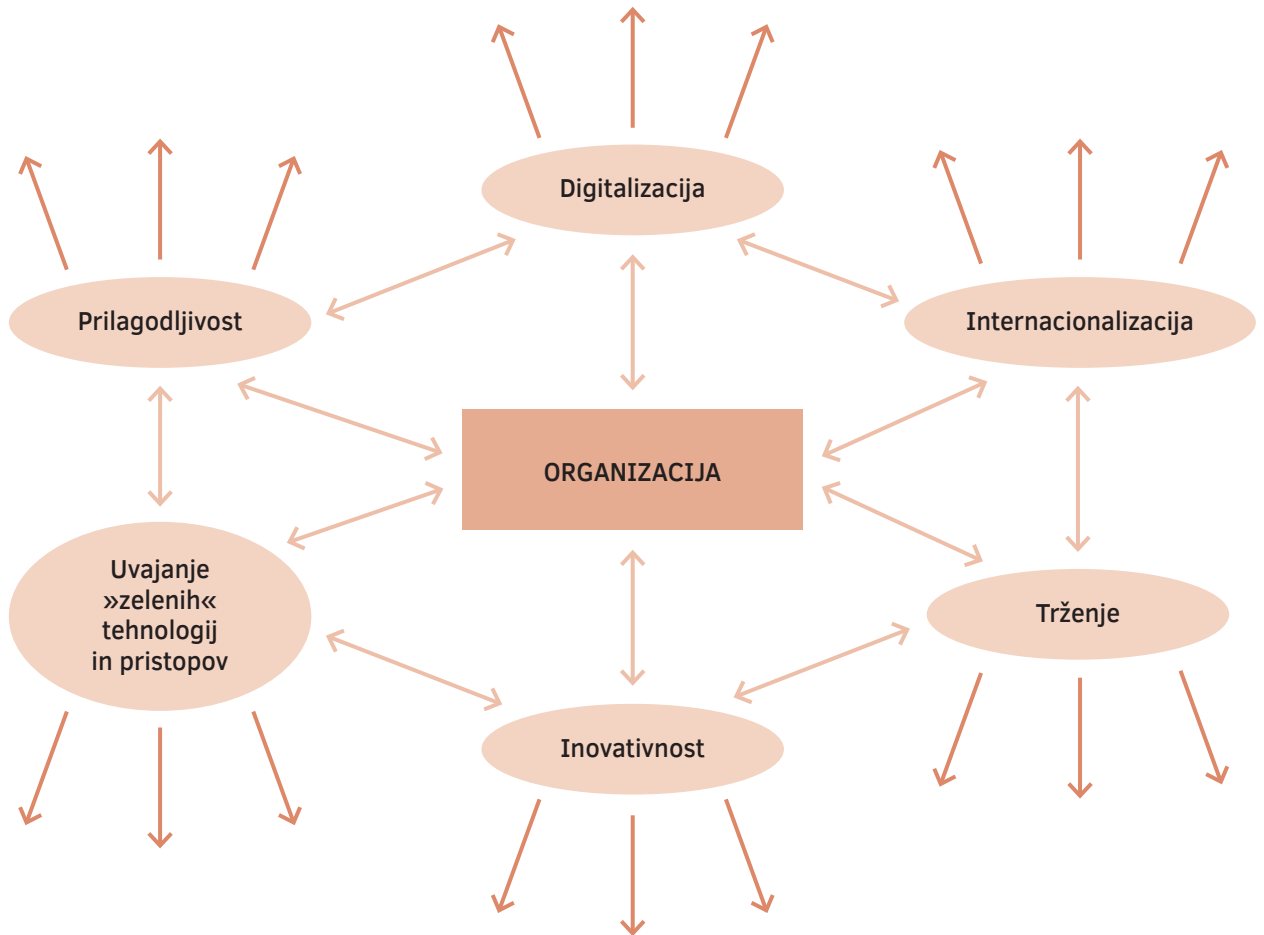 Digitalizacija
Prilagodljivost
Internacionalizacija
ORGANIZACIJA
Uvajanje
»zelenih«
tehnologij
in pristopov
Trženje
Inovativnost